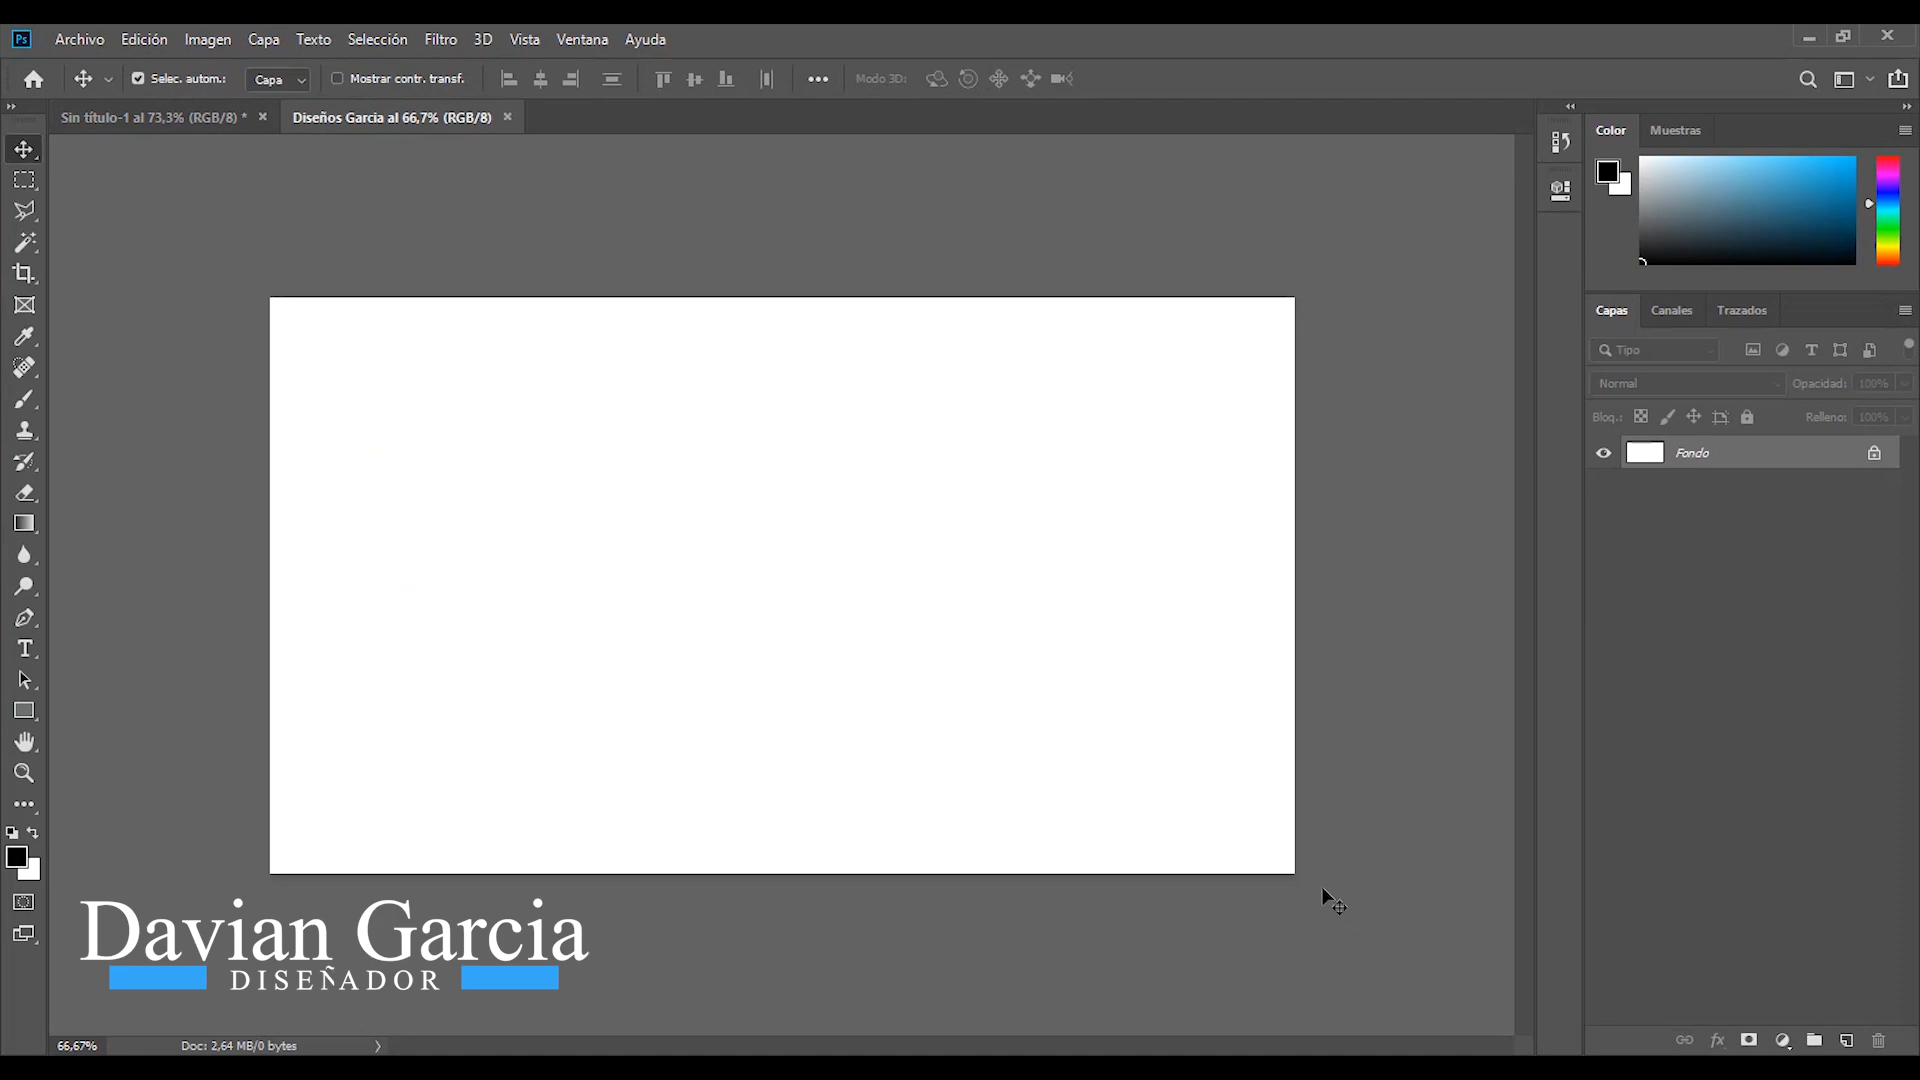 Ps Archivo Edición Imagen Capa Texto Selección Filtro 3D Vista Ventana Ayuda
Selec. autom.: Capa Mostrar contr. transf. Modo 3D:
Sin título-1 al 73,3% (RGB/8) * Diseños Garcia al 66,7% (RGB/8)
Color Muestras
Capas Canales Trazados
Tipo
Normal Opacidad: 100%
Bloq.: Relleno: 100%
Fondo
Davian Garcia
DISEÑADOR
66,67% Doc: 2,64 MB/0 bytes